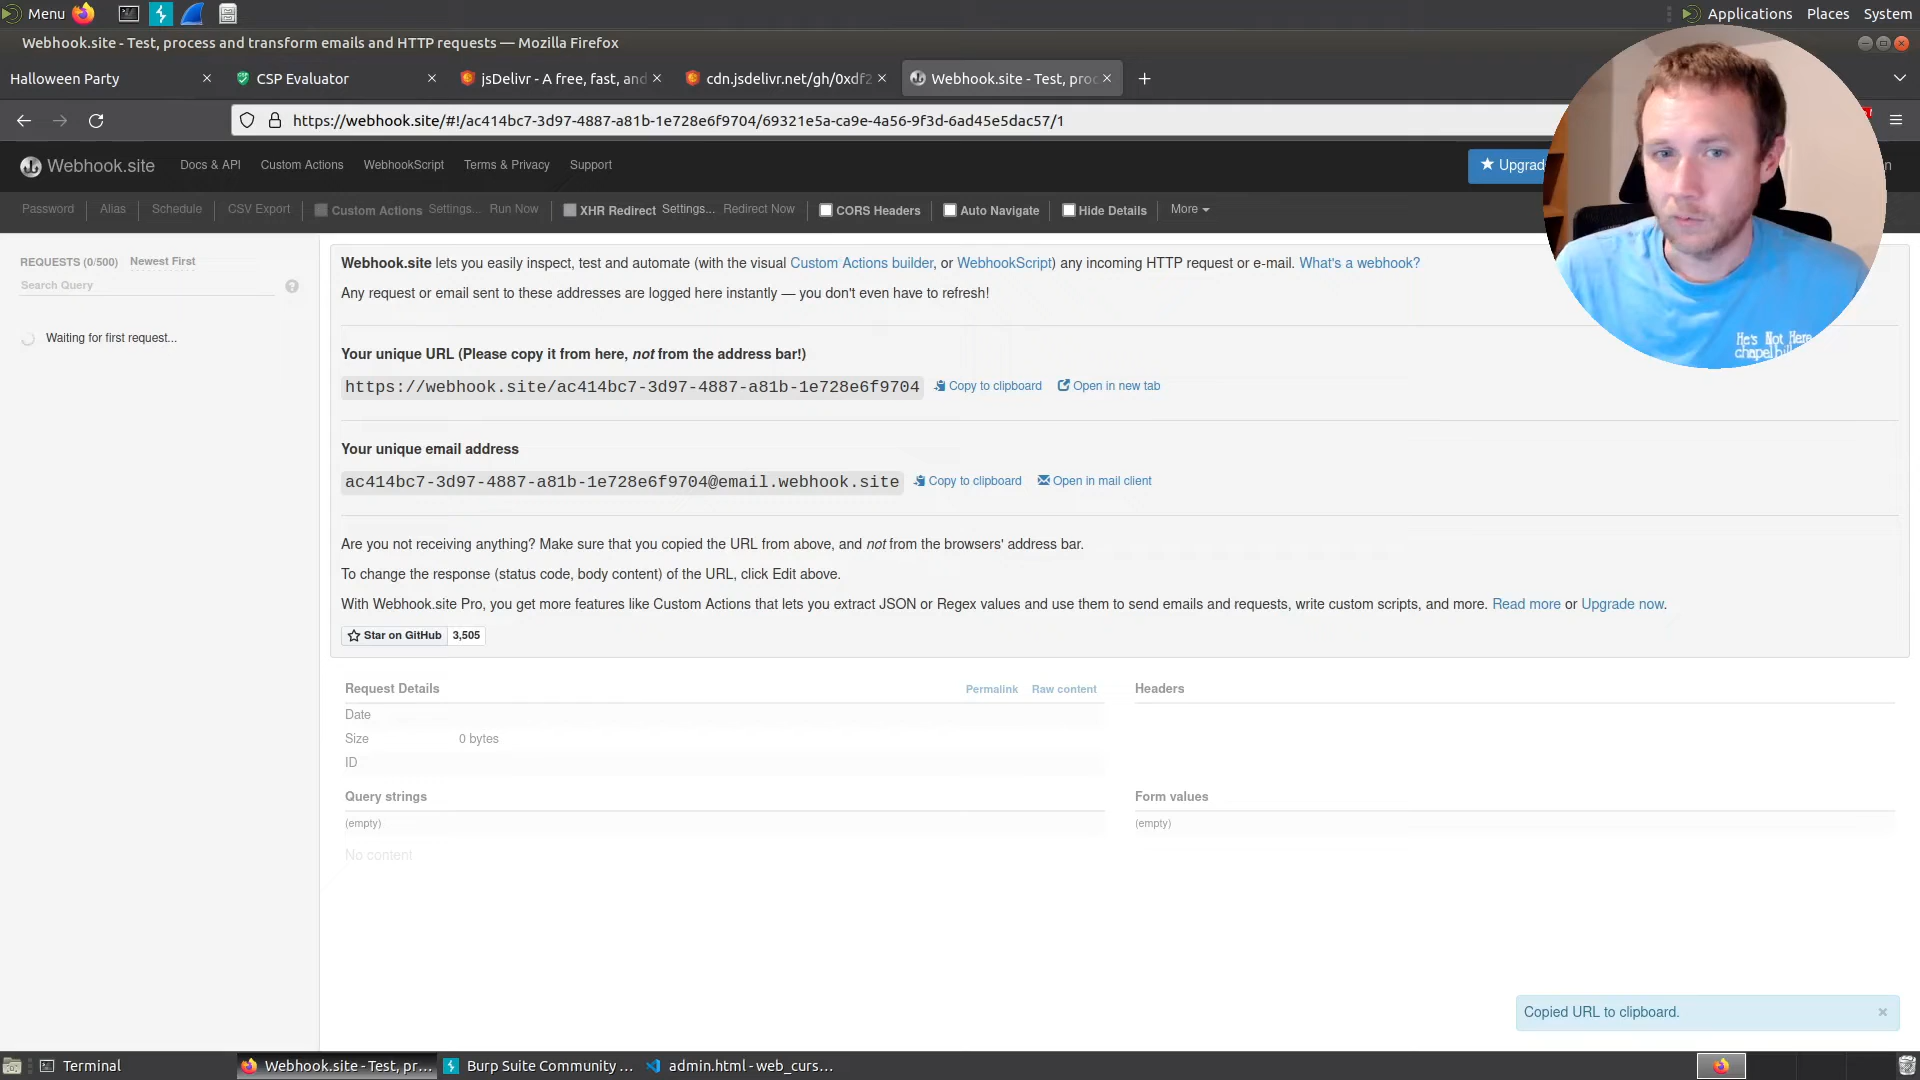 Menu
Applications Places System
Webhook.site - Test, process and transform emails and HTTP requests — Mozilla Firefox
Halloween Party
CSP Evaluator
jsDelivr - A free, fast, and
cdn.jsdelivr.net/gh/0xdf
Webhook.site - Test, proc
https://webhook.site/#!/ac414bc7-3d97-4887-a81b-1e728e6f9704/69321e5a-ca9e-4a56-9f3d-6ad45e5dac57/1
Webhook.site Docs & API Custom Actions WebhookScript Terms & Privacy Support
Password Alias Schedule CSV Export Custom Actions Settings... Run Now XHR Redirect Settings... Redirect Now CORS Headers Auto Navigate Hide Details More
REQUESTS (0/500) Newest First
Search Query
Waiting for first request...
Webhook.site lets you easily inspect, test and automate (with the visual Custom Actions builder, or WebhookScript) any incoming HTTP request or e-mail. What's a webhook?
Any request or email sent to these addresses are logged here instantly — you don't even have to refresh!
Your unique URL (Please copy it from here, not from the address bar!)
https://webhook.site/ac414bc7-3d97-4887-a81b-1e728e6f9704 Copy to clipboard Open in new tab
Your unique email address
ac414bc7-3d97-4887-a81b-1e728e6f9704@email.webhook.site Copy to clipboard Open in mail client
Are you not receiving anything? Make sure that you copied the URL from above, and not from the browsers' address bar.
To change the response (status code, body content) of the URL, click Edit above.
With Webhook.site Pro, you get more features like Custom Actions that lets you extract JSON or Regex values and use them to send emails and requests, write custom scripts, and more. Read more or Upgrade now.
Star on GitHub 3,505
Request Details Permalink Raw content
Headers
Date
Size 0 bytes
ID
Query strings
(empty)
Form values
(empty)
No content
He's Not Here
chapel
Copied URL to clipboard.
Terminal
Webhook.site - Test, pr...
Burp Suite Community ...
admin.html - web_curs...